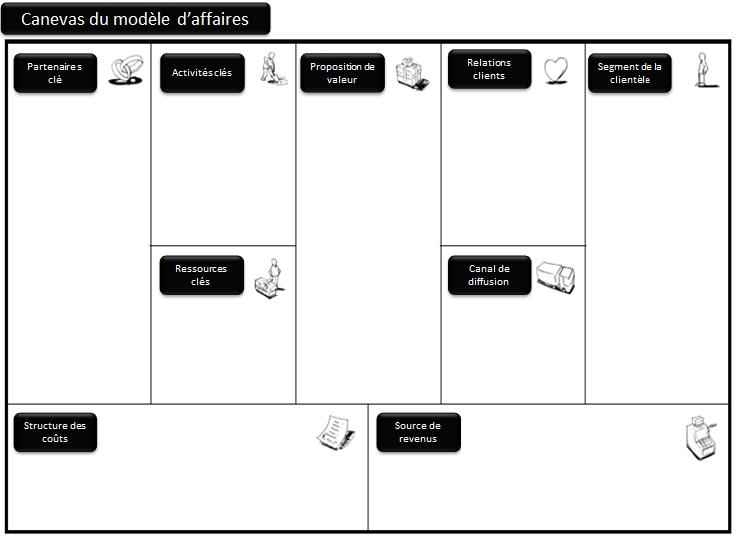 Canevas du modèle d'affaires
Partenaires
clé
Activités clés
Proposition de
valeur
Relations
clients
Segment de la
clientèle
Ressources
clés
Canal de
diffusion
Structure des
coûts
Source de
revenus